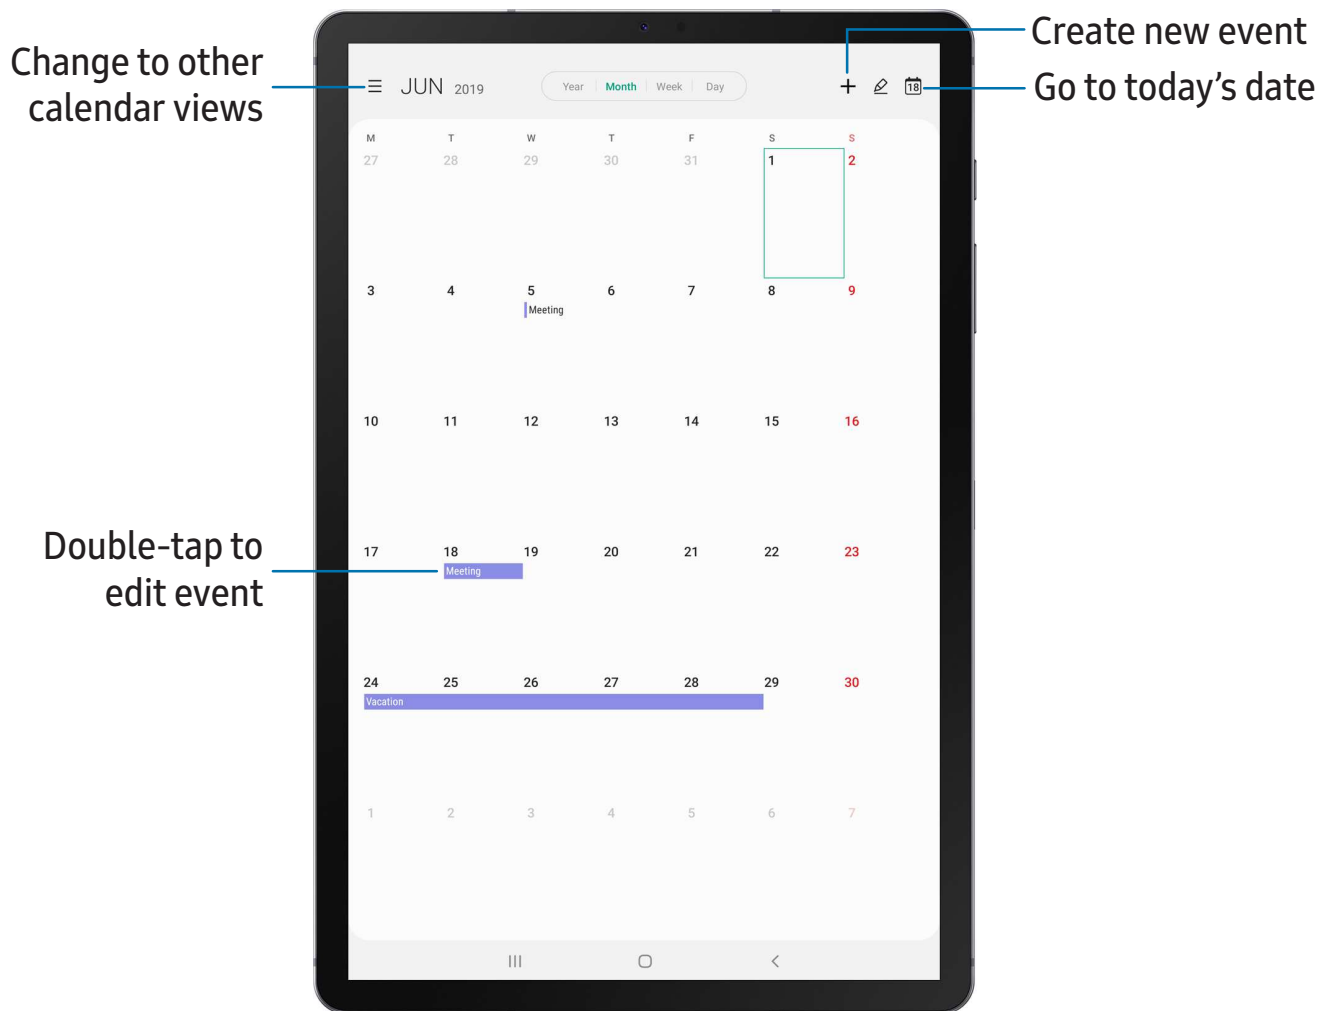 Change to other
calendar views
Create new event
Go to today's date
JUN 2019
Year Month Week Day
18
M T W T F S S
27 28 29 30 31 1 2
3 4 5 6 7 8 9
Meeting
10 11 12 13 14 15 16
Double-tap to
edit event
17 18 19 20 21 22 23
Meeting
24 25 26 27 28 29 30
Vacation
1 2 3 4 5 6 7